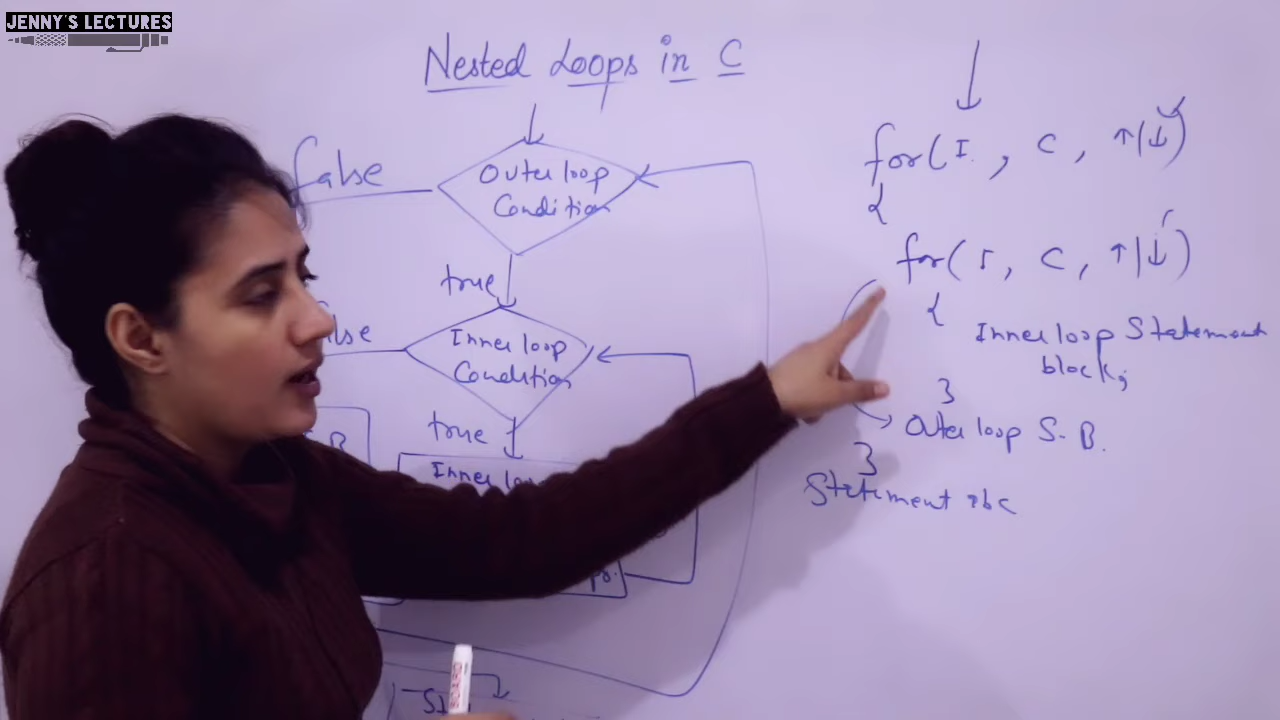 JENNY'S LECTURES
Nested Loops in C
false
Outer loop
Condition
true
Inner loop
Condition
true
Inner
for(I , C , ↑|↓)
{
for(I, C, ↑|↓)
{
Inner loop Statement
block;
}
Outer loop S.B.
}
Statement abc